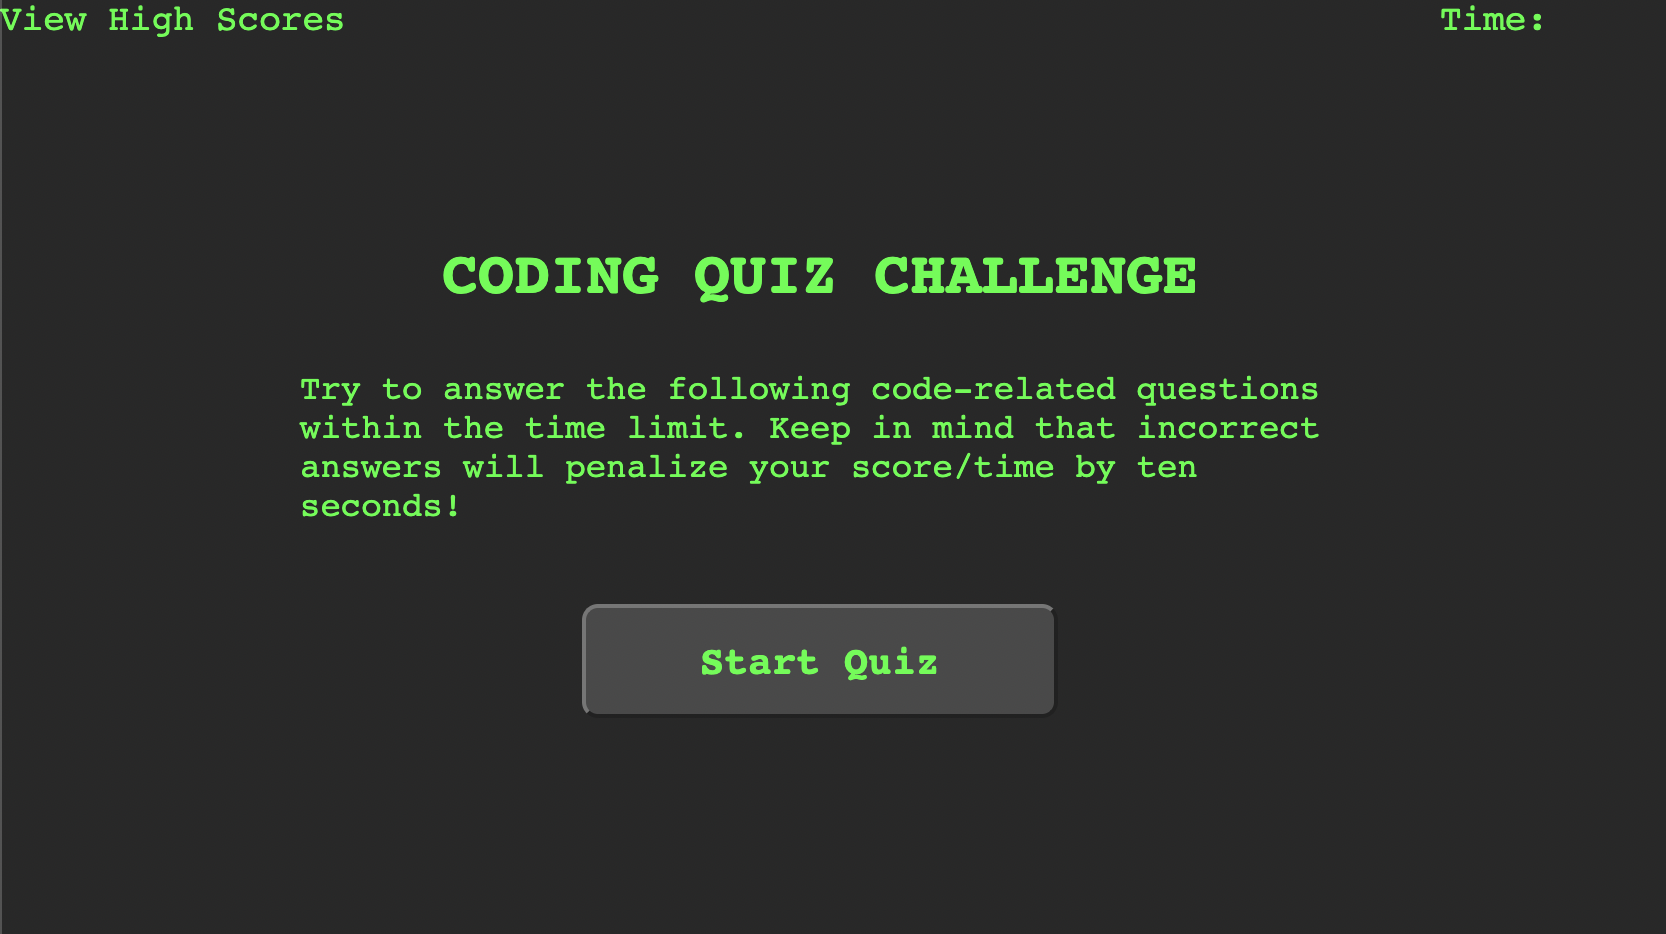 View High Scores
Time:
CODING QUIZ CHALLENGE
Try to answer the following code-related questions
within the time limit. Keep in mind that incorrect
answers will penalize your score/time by ten
seconds!
Start Quiz